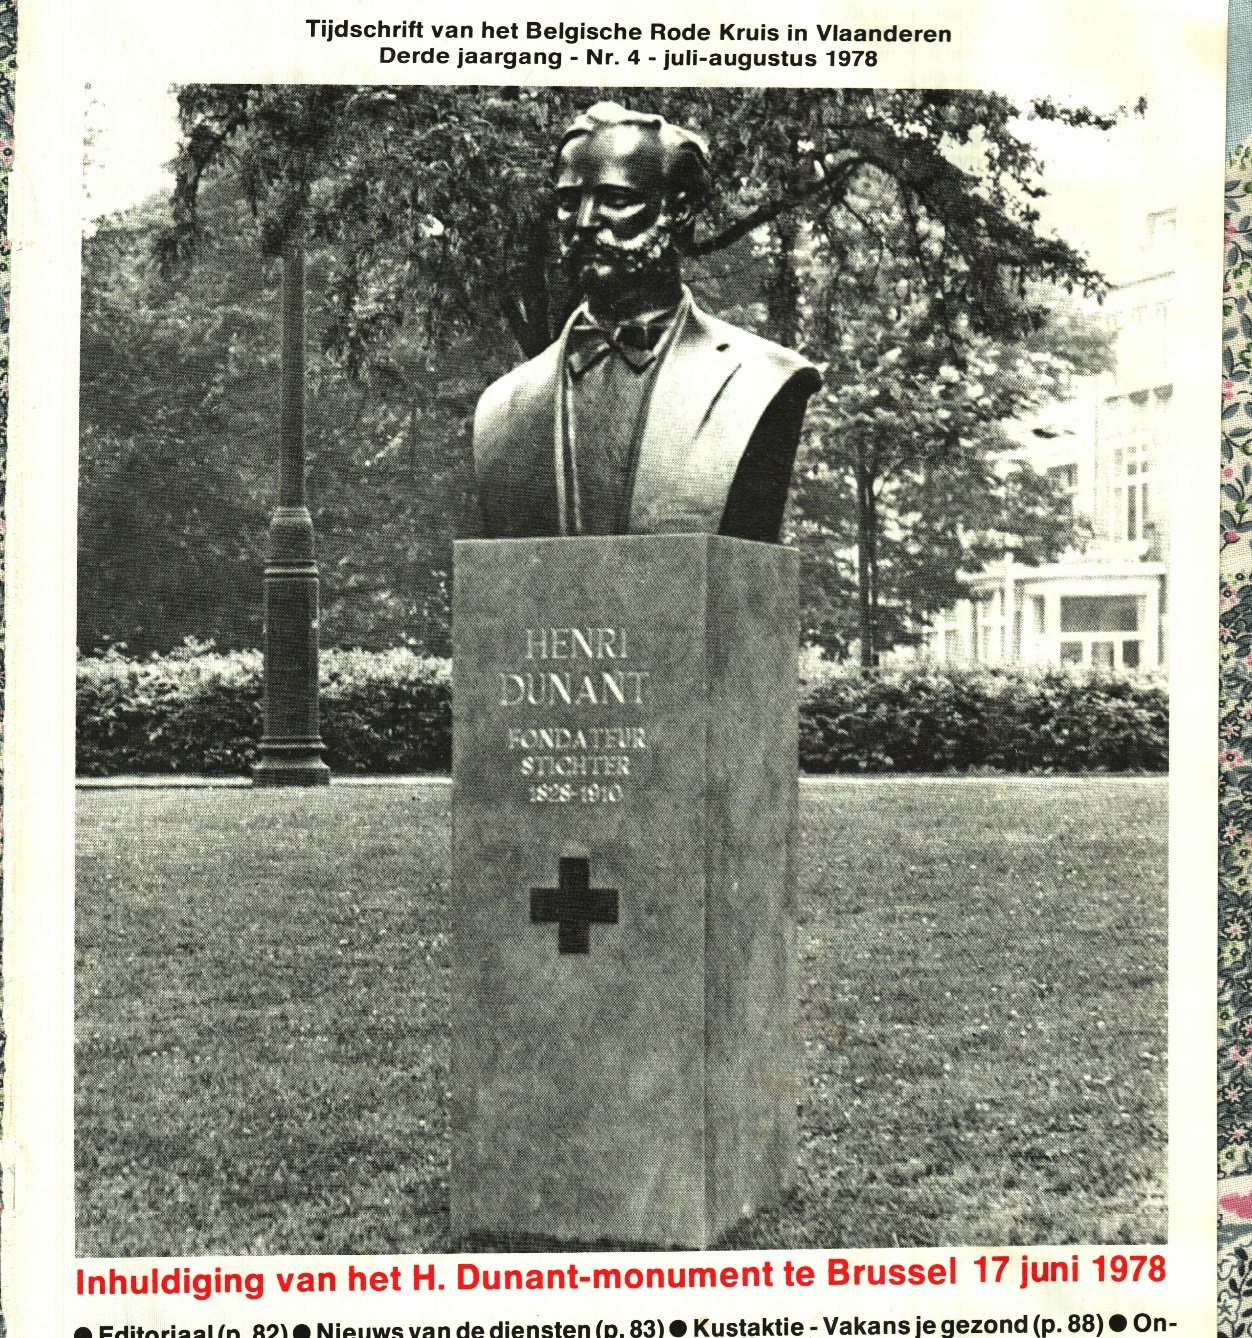 Tijdschrift van het Belgische Rode Kruis in Vlaanderen
Derde jaargang - Nr. 4 - juli-augustus 1978
HENRI
DUNANT
FONDATEUR
STICHTER
1828-1910
Inhuldiging van het H. Dunant-monument te Brussel 17 juni 1978
● Editoriaal (p. 82) ● Nieuws van de diensten (p. 83) ● Kustaktie - Vakans je gezond (p. 88) ● On-